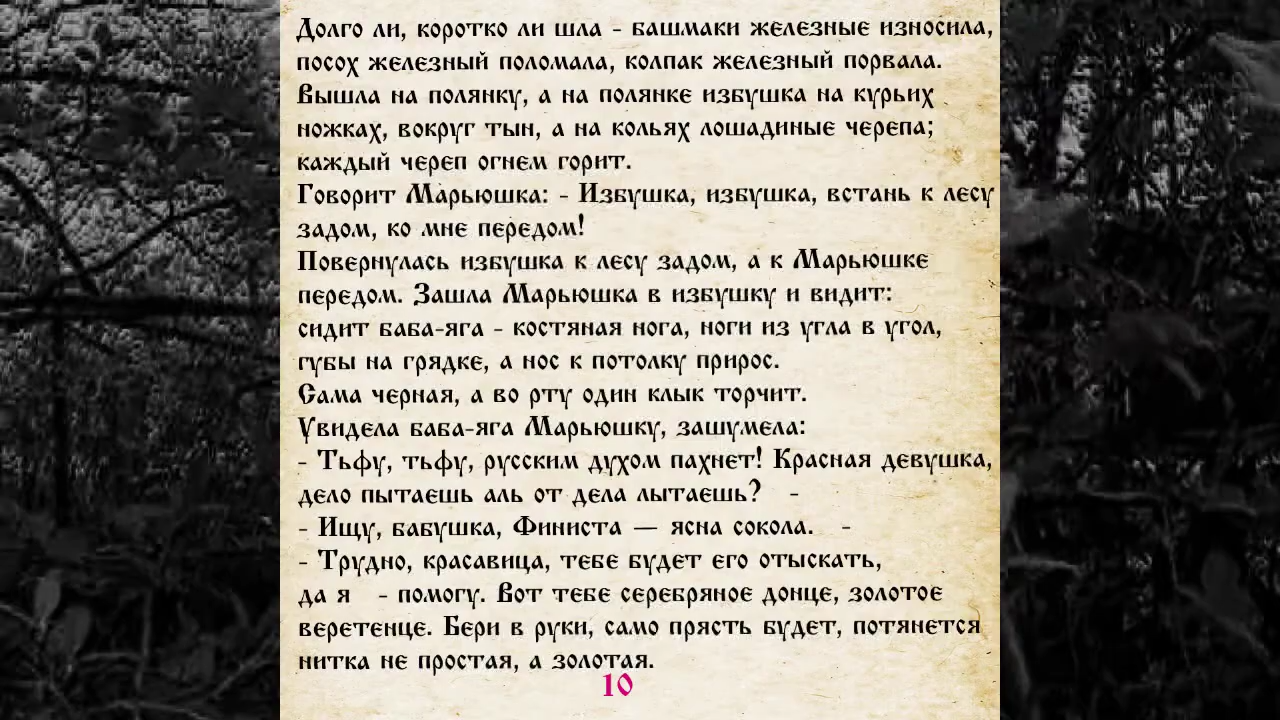 Долго ли, коротко ли шла - башмаки железные износила,
посох железный поломала, колпак железный порвала.
Вышла на полянку, а на полянке избушка на курьих
ножках, вокруг тын, а на кольях лошадиные черепа;
каждый череп огнем горит.
Говорит Марьюшка: - Избушка, избушка, встань к лесу
задом, ко мне передом!
Повернулась избушка к лесу задом, а к Марьюшке
передом. Зашла Марьюшка в избушку и видит:
сидит баба-яга - костяная нога, ноги из угла в угол,
губы на грядке, а нос к потолку прирос.
Сама черная, а во рту один клык торчит.
Увидела баба-яга Марьюшку, зашумела:
- Тьфу, тьфу, русским духом пахнет! Красная девушка,
дело пытаешь аль от дела лытаешь? -
- Ищу, бабушка, Финиста — ясна сокола. -
- Трудно, красавица, тебе будет его отыскать,
да я - помогу. Вот тебе серебряное донце, золотое
веретенце. Бери в руки, само прясть будет, потянется
нитка не простая, а золотая.
10